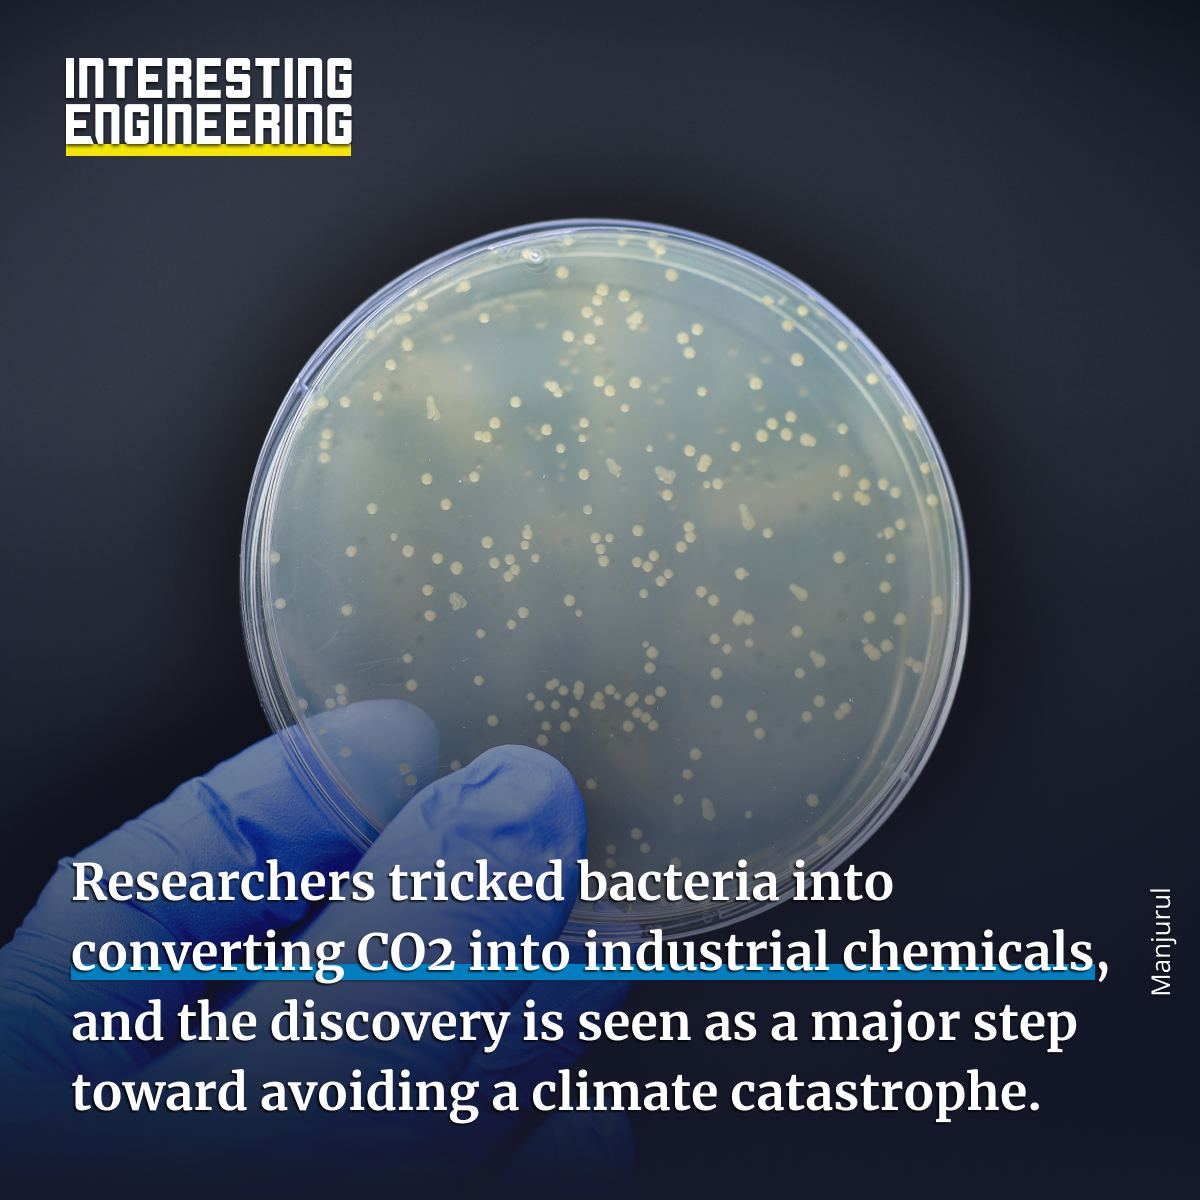 INTERESTING
ENGINEERING
Researchers tricked bacteria into
converting CO2 into industrial chemicals,
and the discovery is seen as a major step
toward avoiding a climate catastrophe.
Manjurul